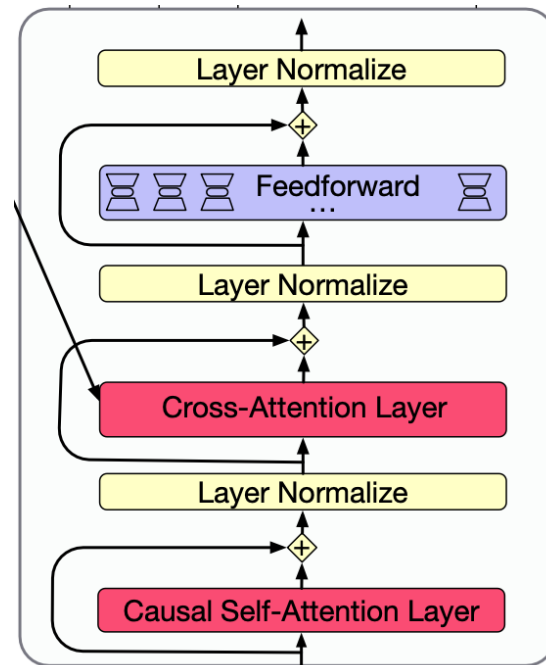 Layer Normalize
+
Feedforward
...
Layer Normalize
+
Cross-Attention Layer
Layer Normalize
+
Causal Self-Attention Layer